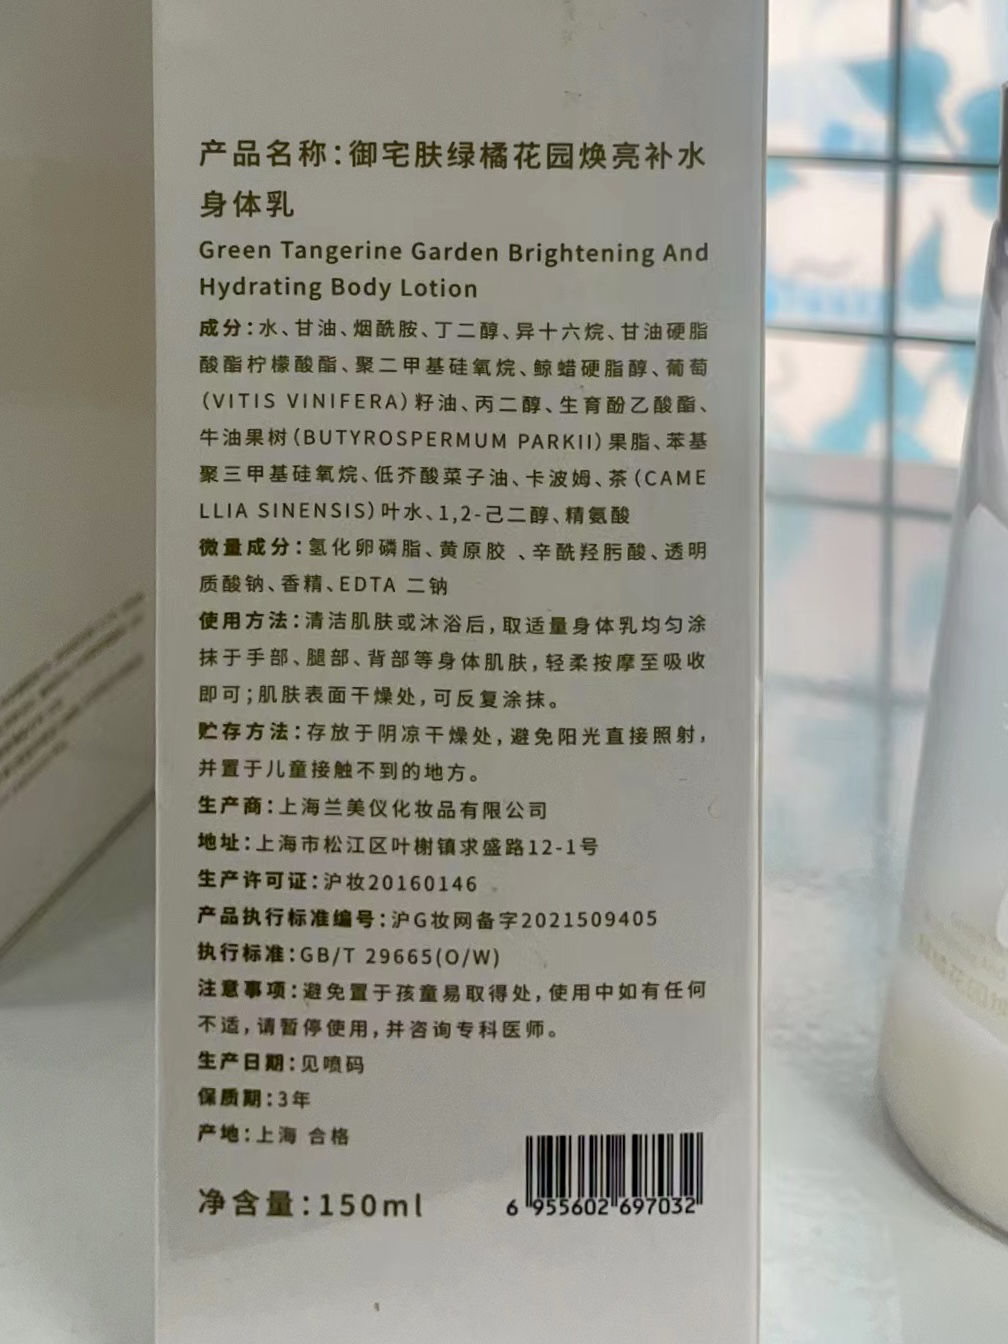 产品名称:御宅肤绿橘花园焕亮补水
身体乳
Green Tangerine Garden Brightening And
Hydrating Body Lotion
成分:水、甘油、烟酰胺、丁二醇、异十六烷、甘油硬脂
酸酯柠檬酸酯、聚二甲基硅氧烷、鲸蜡硬脂醇、葡萄
(VITIS VINIFERA)籽油、丙二醇、生育酚乙酸酯、
牛油果树(BUTYROSPERMUM PARKII)果脂、苯基
聚三甲基硅氧烷、低芥酸菜子油、卡波姆、茶(CAME
LLIA SINENSIS)叶水、1,2-己二醇、精氨酸
微量成分:氢化卵磷脂、黄原胶 、辛酰羟肟酸、透明
质酸钠、香精、EDTA 二钠
使用方法:清洁肌肤或沐浴后,取适量身体乳均匀涂
抹于手部、腿部、背部等身体肌肤,轻柔按摩至吸收
即可;肌肤表面干燥处,可反复涂抹。
贮存方法:存放于阴凉干燥处,避免阳光直接照射,
并置于儿童接触不到的地方。
生产商:上海兰美仪化妆品有限公司
地址:上海市松江区叶榭镇求盛路12-1号
生产许可证:沪妆20160146
产品执行标准编号:沪G妆网备字2021509405
执行标准:GB/T 29665(O/W)
注意事项:避免置于孩童易取得处,使用中如有任何
不适,请暂停使用,并咨询专科医师。
生产日期:见喷码
保质期:3年
产地:上海 合格
净含量:150ml
6 955602 697032